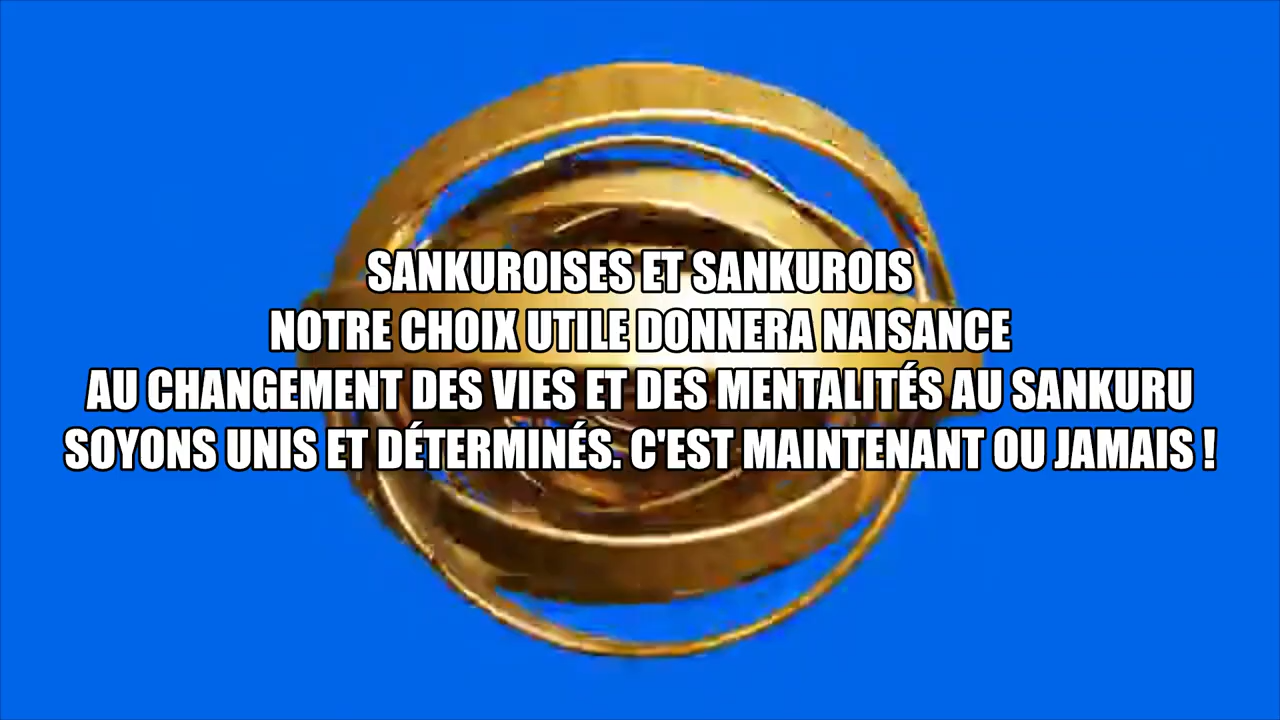 SANKUROISES ET SANKUROIS
NOTRE CHOIX UTILE DONNERA NAISANCE
AU CHANGEMENT DES VIES ET DES MENTALITÉS AU SANKURU
SOYONS UNIS ET DÉTERMINÉS. C'EST MAINTENANT OU JAMAIS !